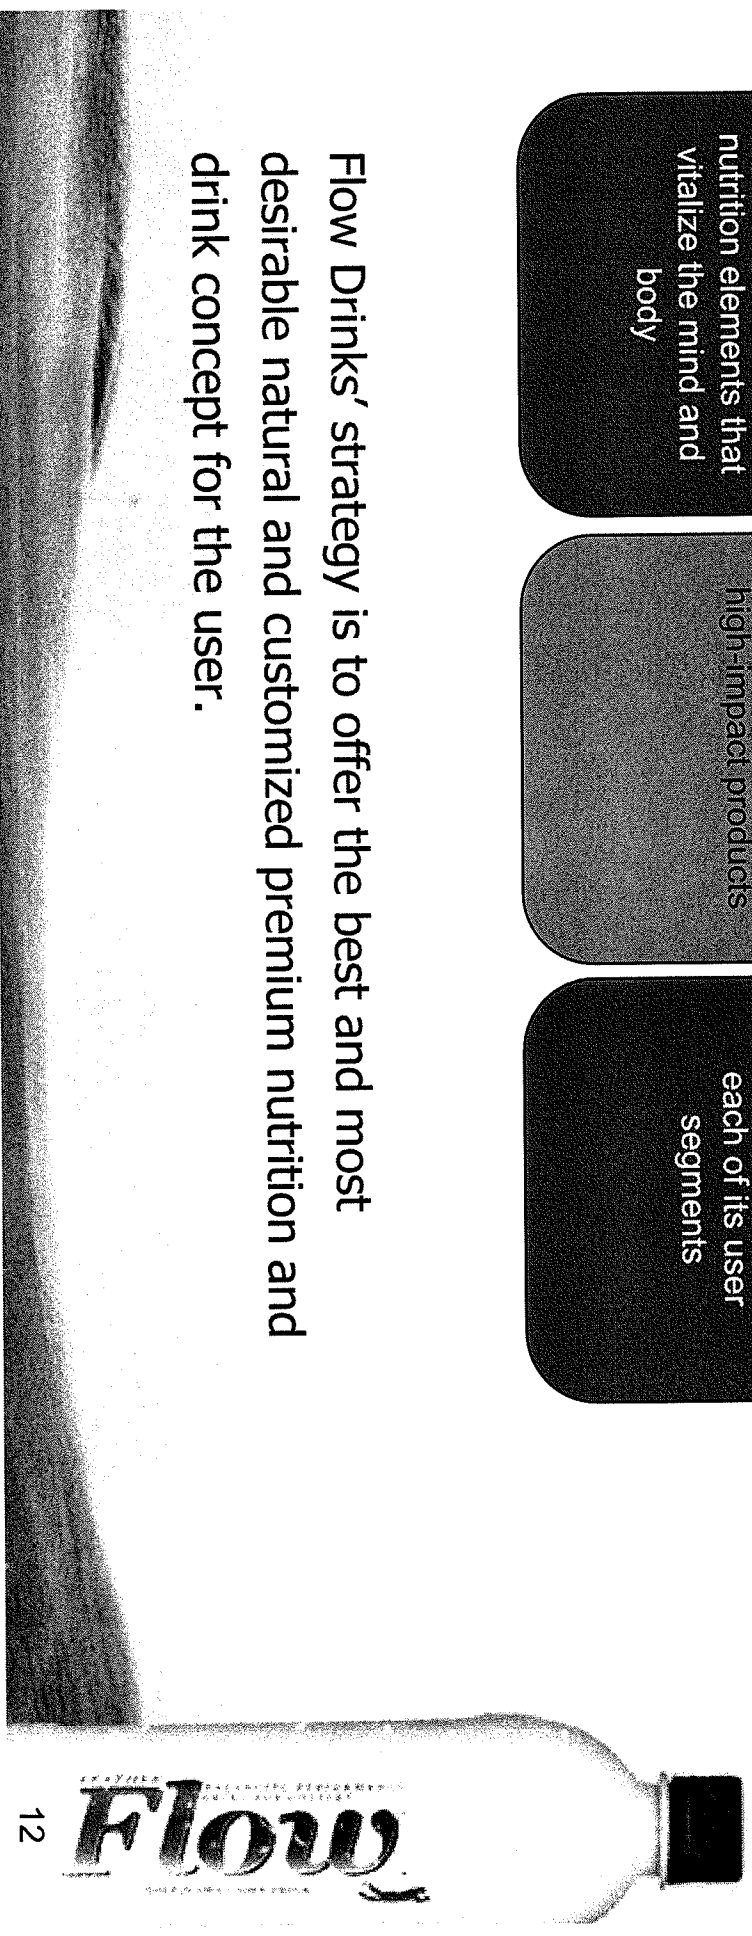 nutrition elements that
vitalize the mind and
body
high-impact products
each of its user
segments
Flow Drinks’ strategy is to offer the best and most
desirable natural and customized premium nutrition and
drink concept for the user.
Flow
12